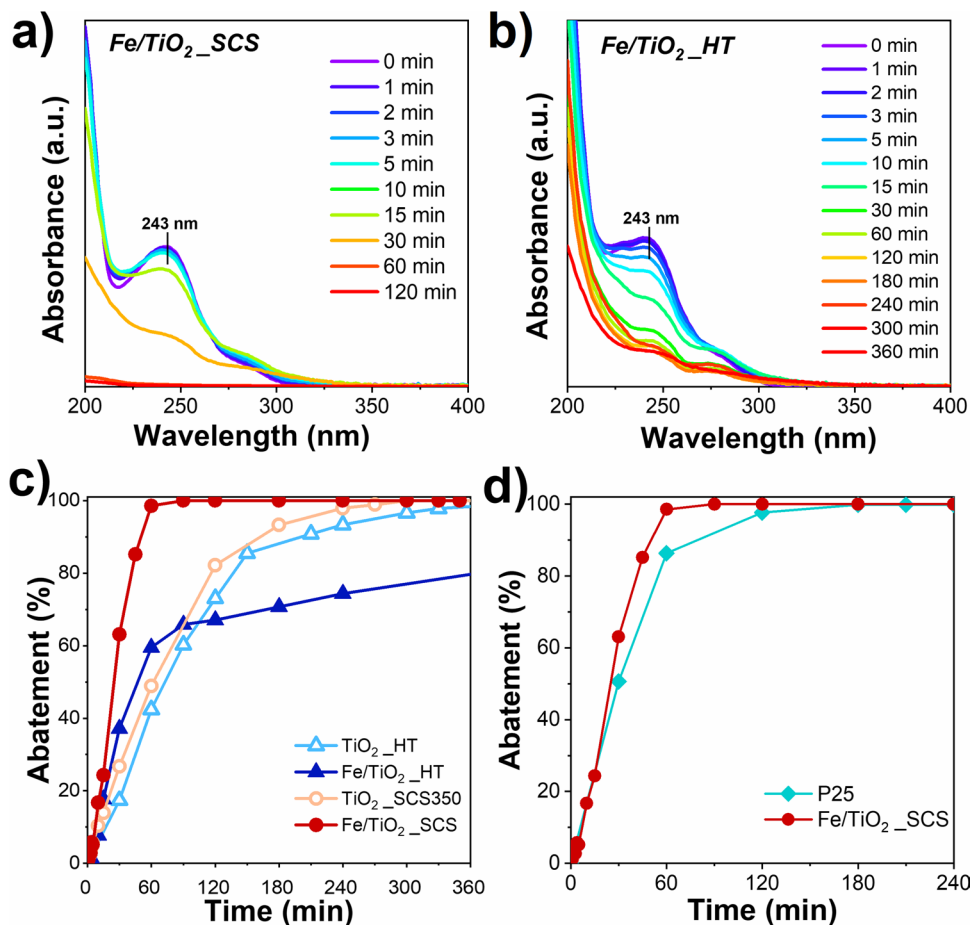 a)
Fe/TiO2_SCS
0 min
1 min
2 min
3 min
5 min
10 min
15 min
30 min
60 min
120 min
243 nm
Absorbance (a.u.)
200 250 300 350 400
Wavelength (nm)
b)
Fe/TiO2_HT
0 min
1 min
2 min
3 min
5 min
10 min
15 min
30 min
60 min
120 min
180 min
240 min
300 min
360 min
243 nm
Absorbance (a.u.)
200 250 300 350 400
Wavelength (nm)
c)
100
80
60
40
20
0
Abatement (%)
TiO2_HT
Fe/TiO2_HT
TiO2_SCS350
Fe/TiO2_SCS
0 60 120 180 240 300 360
Time (min)
d)
100
80
60
40
20
0
Abatement (%)
P25
Fe/TiO2_SCS
0 60 120 180 240
Time (min)